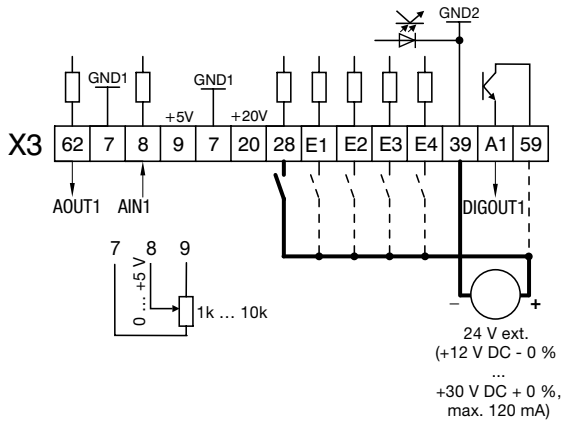 GND2
GND1
GND1
+5V
+20V
X3
62 7 8 9 7 20 28 E1 E2 E3 E4 39 A1 59
AOUT1
AIN1
DIGOUT1
7 8 9
0 ... +5 V
1k ... 10k
– +
24 V ext.
(+12 V DC - 0 %
...
+30 V DC + 0 %,
max. 120 mA)